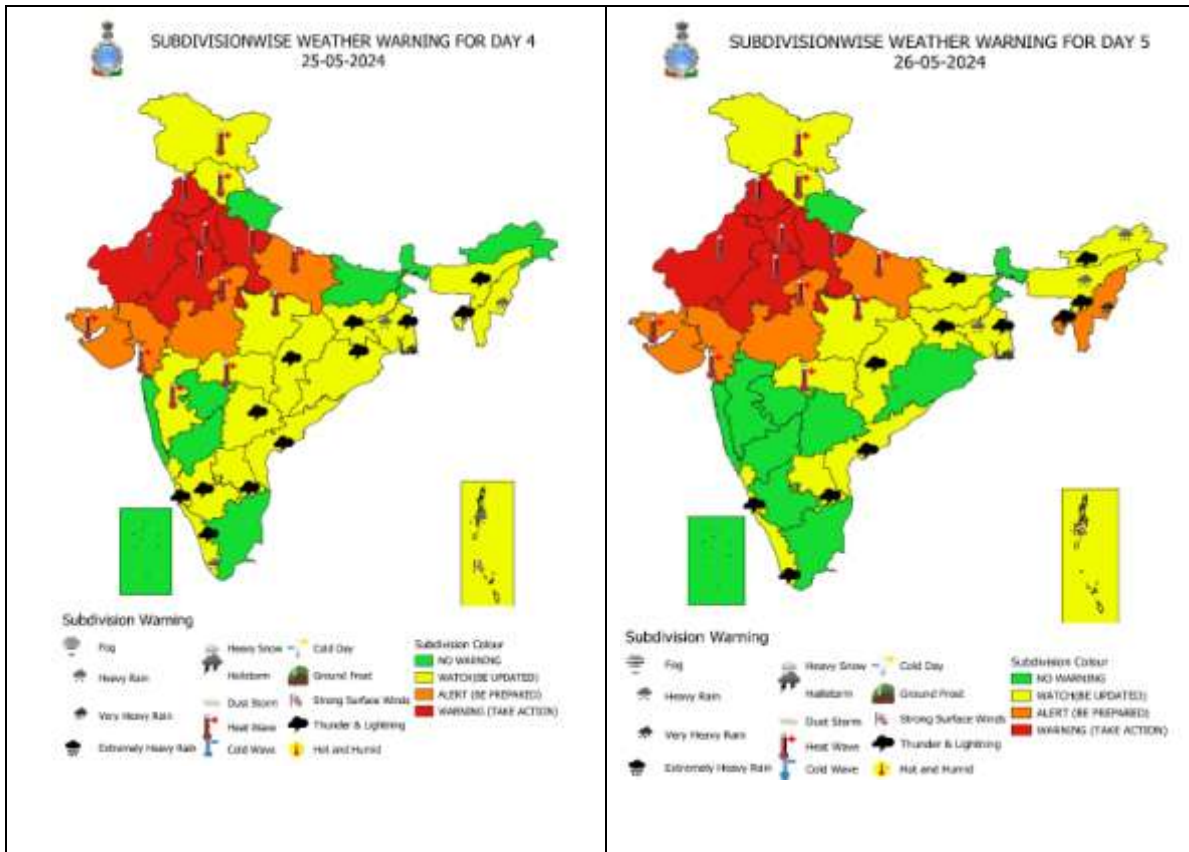 SUBDIVISIONWISE WEATHER WARNING FOR DAY 4
25-05-2024
Subdivision Warning
Fog
Heavy Rain
Very Heavy Rain
Extremely Heavy Rain
Heavy Snow
Hailstorm
Dust Storm
Heat Wave
Cold Wave
Cold Day
Ground Frost
Strong Surface Winds
Thunder & Lightning
Hot and Humid
Subdivision Colour
NO WARNING
WATCH(BE UPDATED)
ALERT (BE PREPARED)
WARNING (TAKE ACTION)
SUBDIVISIONWISE WEATHER WARNING FOR DAY 5
26-05-2024
Subdivision Warning
Fog
Heavy Rain
Very Heavy Rain
Extremely Heavy Rain
Heavy Snow
Hailstorm
Dust Storm
Heat Wave
Cold Wave
Cold Day
Ground Frost
Strong Surface Winds
Thunder & Lightning
Hot and Humid
Subdivision Colour
NO WARNING
WATCH(BE UPDATED)
ALERT (BE PREPARED)
WARNING (TAKE ACTION)